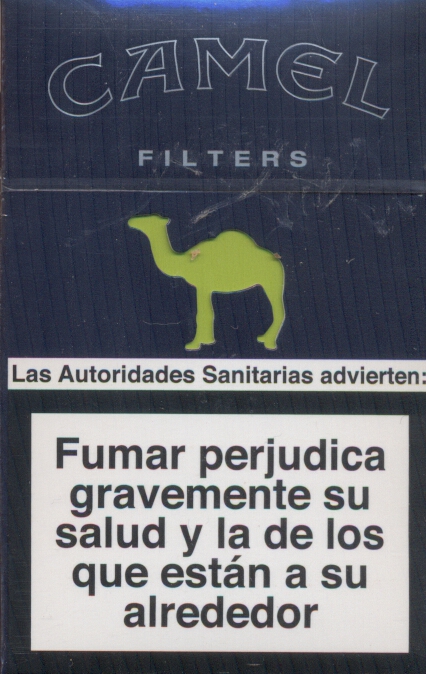 CAMEL
FILTERS
Las Autoridades Sanitarias advierten:
Fumar perjudica
gravemente su
salud y la de los
que están a su
alrededor